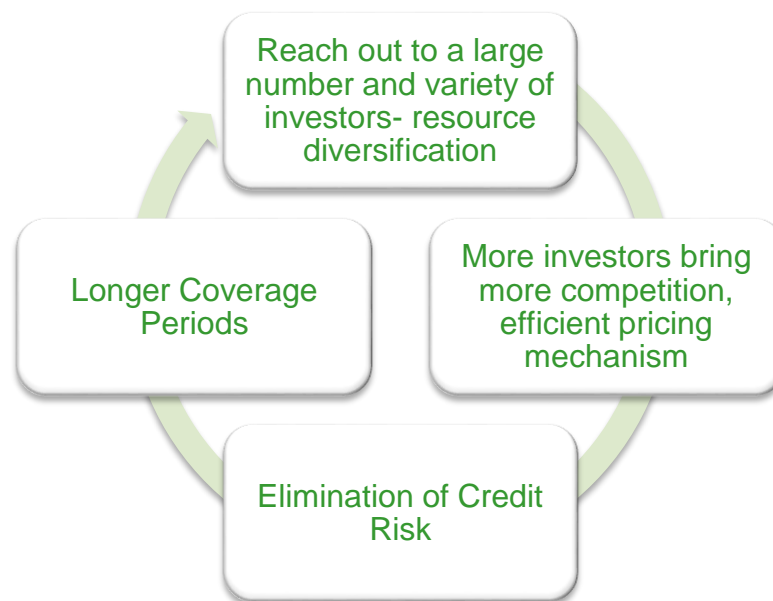 Reach out to a large
number and variety of
investors- resource
diversification
More investors bring
more competition,
efficient pricing
mechanism
Elimination of Credit
Risk
Longer Coverage
Periods